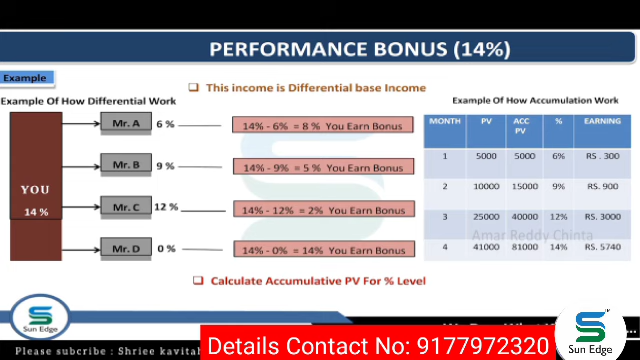 PERFORMANCE BONUS (14%)
Example
❑ This income is Differential base Income
Example Of How Differential Work
Mr. A 6 % 14% - 6% = 8 % You Earn Bonus
Mr. B 9 % 14% - 9% = 5 % You Earn Bonus
YOU
14 %
Mr. C 12 % 14% - 12% = 2% You Earn Bonus
Mr. D 0 % 14% - 0% = 14% You Earn Bonus
Example Of How Accumulation Work
MONTH PV ACC PV % EARNING
1 5000 5000 6% RS . 300
2 10000 15000 9% RS. 900
3 25000 40000 12% RS. 3000
Amar Reddy Chinta
4 41000 81000 14% RS. 5740
❑ Calculate Accumulative PV For % Level
Sun Edge
Please subcribe : Shriee kavitah
Details Contact No: 9177972320
Sun Edge